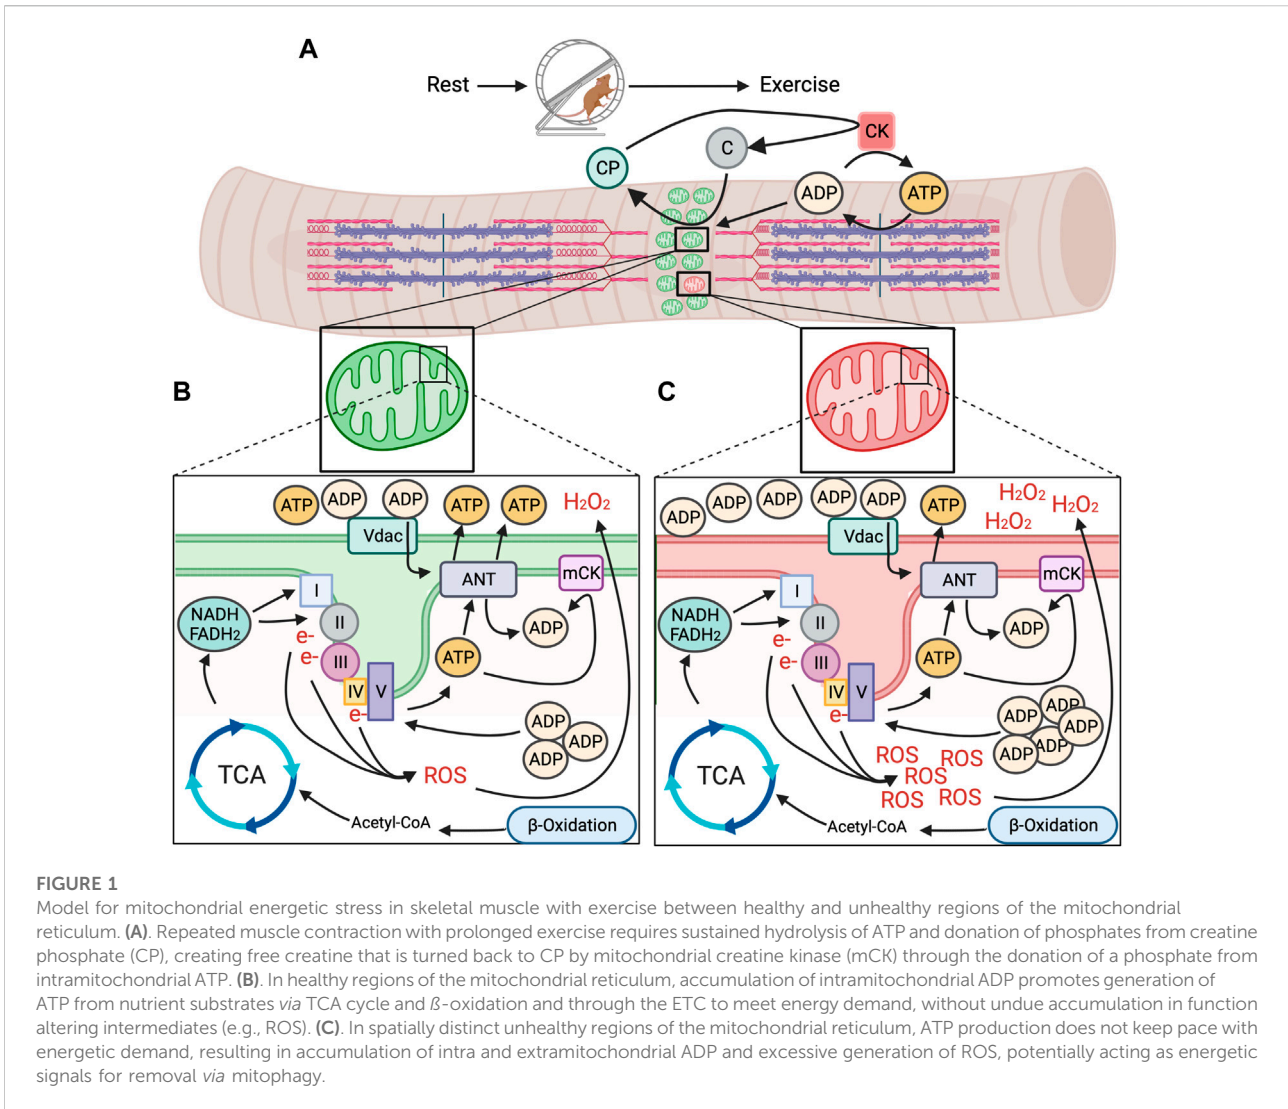 A
Rest
Exercise
CK
C
CP
ADP
ATP
B
ATP
ADP
ADP
ATP
ATP
H2O2
Vdac
ANT
mCK
I
NADH
FADH2
II
e-
e-
III
ADP
ATP
IV
V
e-
ADP
ADP
ADP
TCA
ROS
Acetyl-CoA
β-Oxidation
C
ADP
ADP
ADP
ADP
ADP
ATP
H2O2
H2O2
H2O2
Vdac
ANT
mCK
I
NADH
FADH2
II
e-
e-
III
ADP
ATP
IV
V
e-
ADP
ADP
ADP
ADP
ADP
TCA
ROS
ROS
ROS
ROS
ROS
Acetyl-CoA
β-Oxidation
FIGURE 1
Model for mitochondrial energetic stress in skeletal muscle with exercise between healthy and unhealthy regions of the mitochondrial
reticulum. (A). Repeated muscle contraction with prolonged exercise requires sustained hydrolysis of ATP and donation of phosphates from creatine
phosphate (CP), creating free creatine that is turned back to CP by mitochondrial creatine kinase (mCK) through the donation of a phosphate from
intramitochondrial ATP. (B). In healthy regions of the mitochondrial reticulum, accumulation of intramitochondrial ADP promotes generation of
ATP from nutrient substrates via TCA cycle and ß-oxidation and through the ETC to meet energy demand, without undue accumulation in function
altering intermediates (e.g., ROS). (C). In spatially distinct unhealthy regions of the mitochondrial reticulum, ATP production does not keep pace with
energetic demand, resulting in accumulation of intra and extramitochondrial ADP and excessive generation of ROS, potentially acting as energetic
signals for removal via mitophagy.